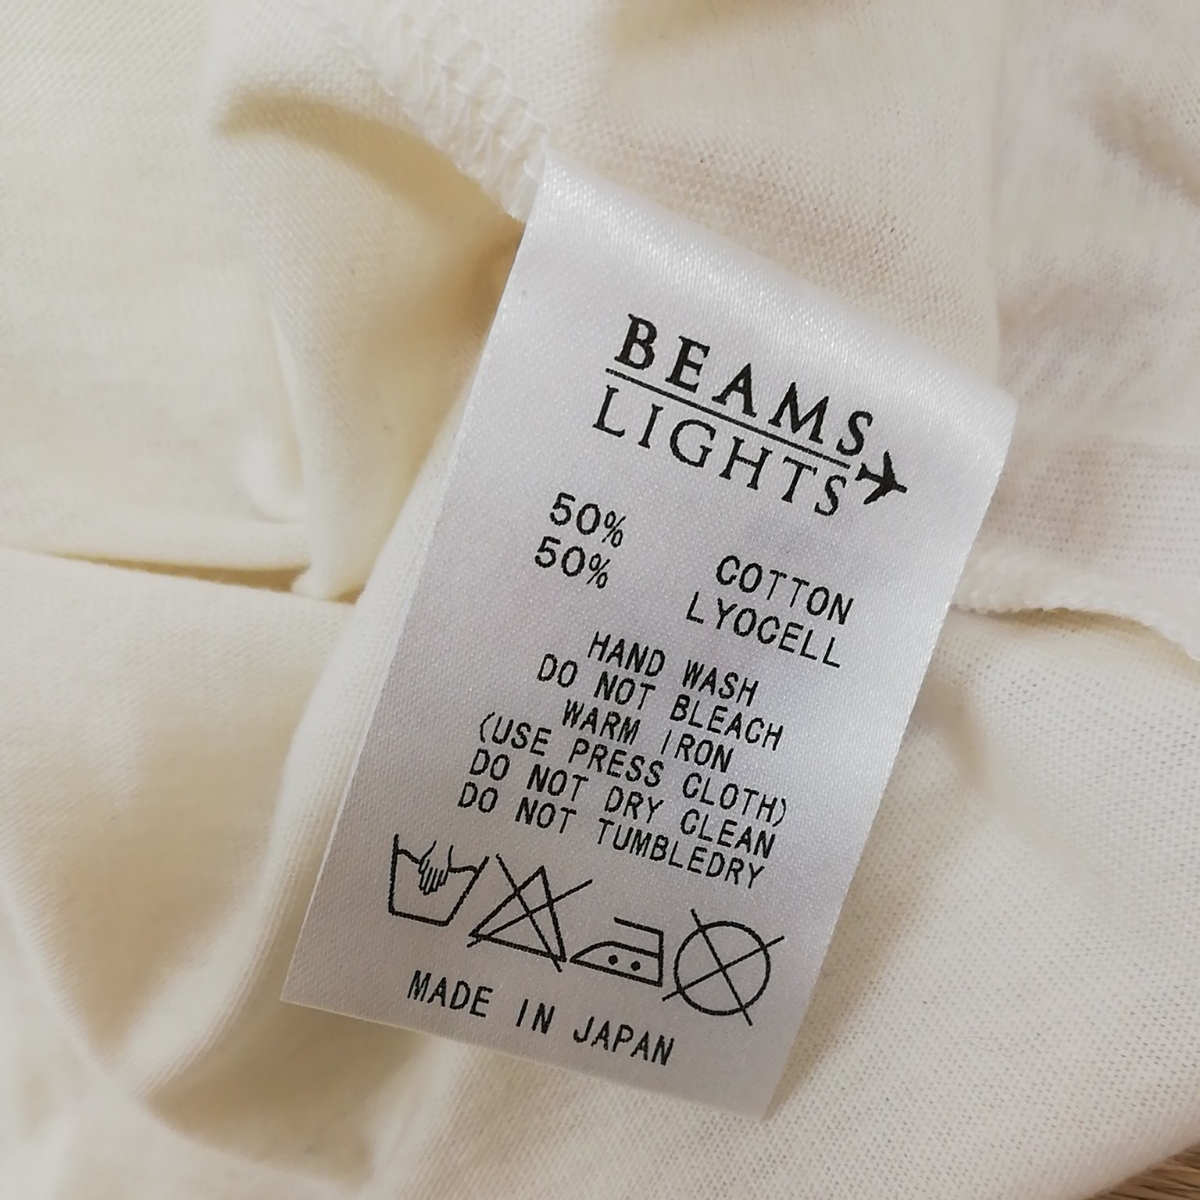 BEAMS
LIGHTS
50% COTTON
50% LYOCELL
HAND WASH
DO NOT BLEACH
WARM IRON
(USE PRESS CLOTH)
DO NOT DRY CLEAN
DO NOT TUMBLEDRY
MADE IN JAPAN